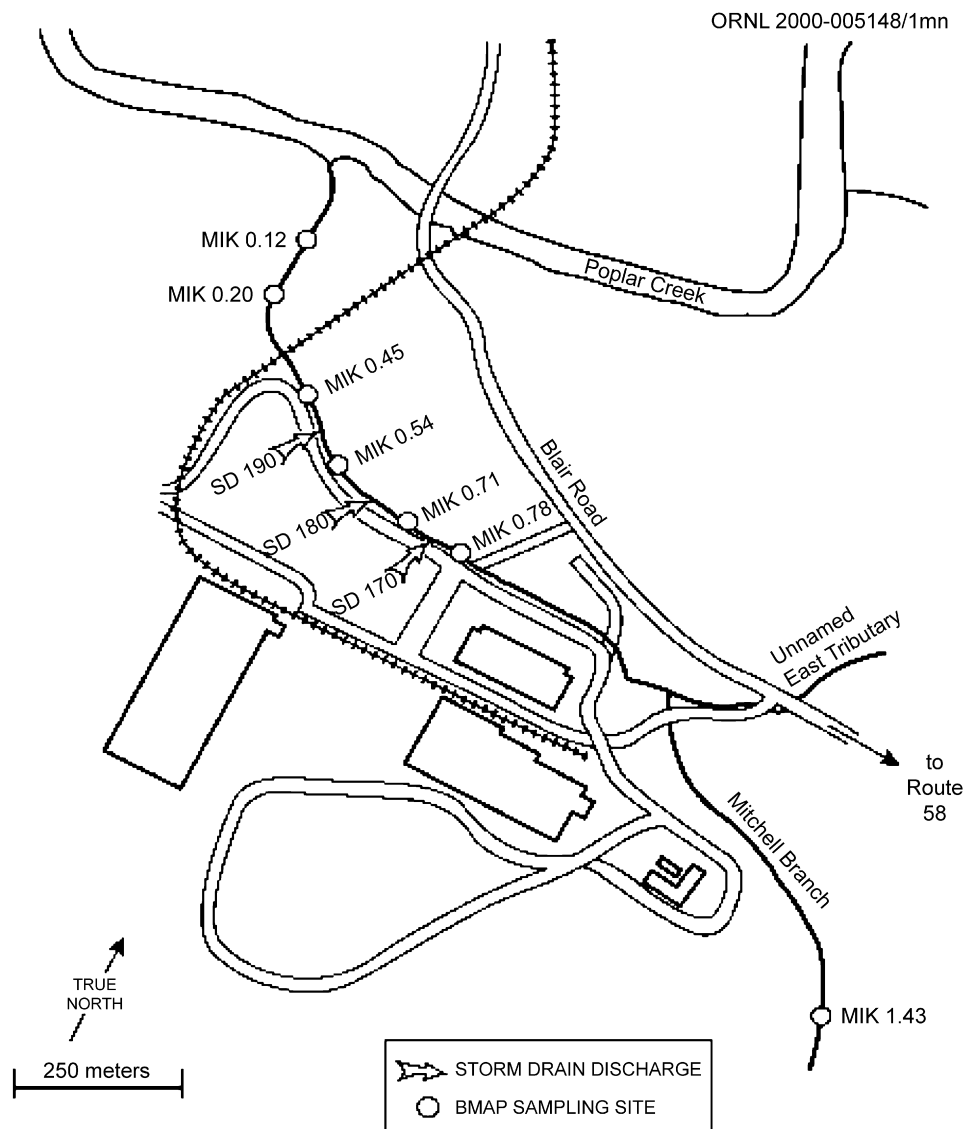 ORNL 2000-005148/1mn
MIK 0.12
MIK 0.20
Poplar Creek
MIK 0.45
MIK 0.54
SD 190
Blair Road
MIK 0.71
SD 180
MIK 0.78
SD 170
Unnamed
East Tributary
to
Route
58
Mitchell Branch
TRUE
NORTH
MIK 1.43
250 meters
STORM DRAIN DISCHARGE
BMAP SAMPLING SITE